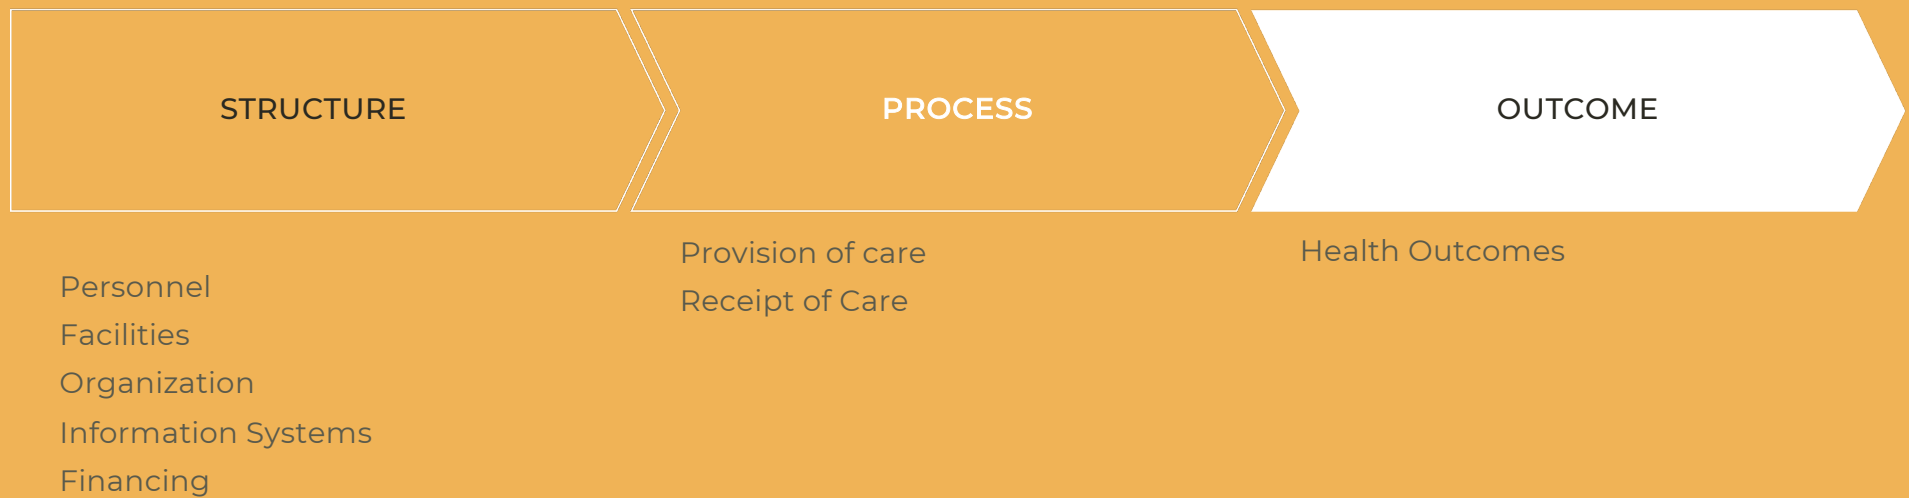 STRUCTURE
PROCESS
OUTCOME
Personnel
Facilities
Organization
Information Systems
Financing
Provision of care
Receipt of Care
Health Outcomes